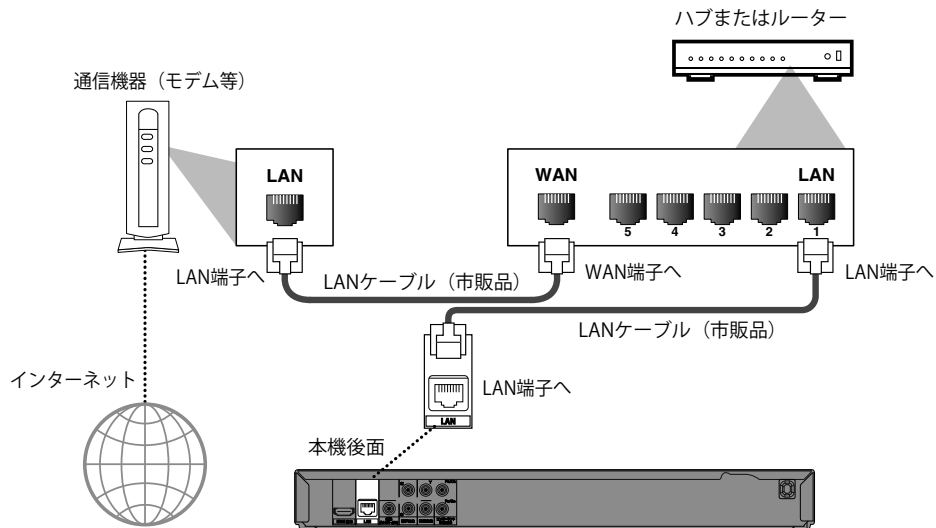 ハブまたはルーター
通信機器（モデム等）
LAN
WAN
LAN
5
4
3
2
1
LAN端子へ
LANケーブル（市販品）
WAN端子へ
LAN端子へ
LANケーブル（市販品）
インターネット
LAN端子へ
LAN
本機後面
LAN